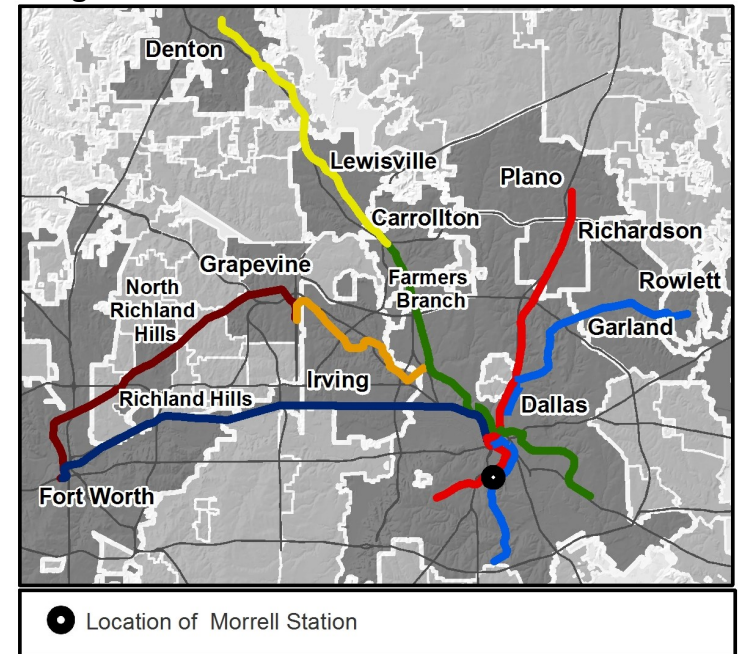 Denton
Lewisville
Plano
Carrollton
Richardson
Grapevine
Farmers
Branch
Rowlett
North
Richland
Hills
Garland
Irving
Richland Hills
Dallas
Fort Worth
Location of Morrell Station